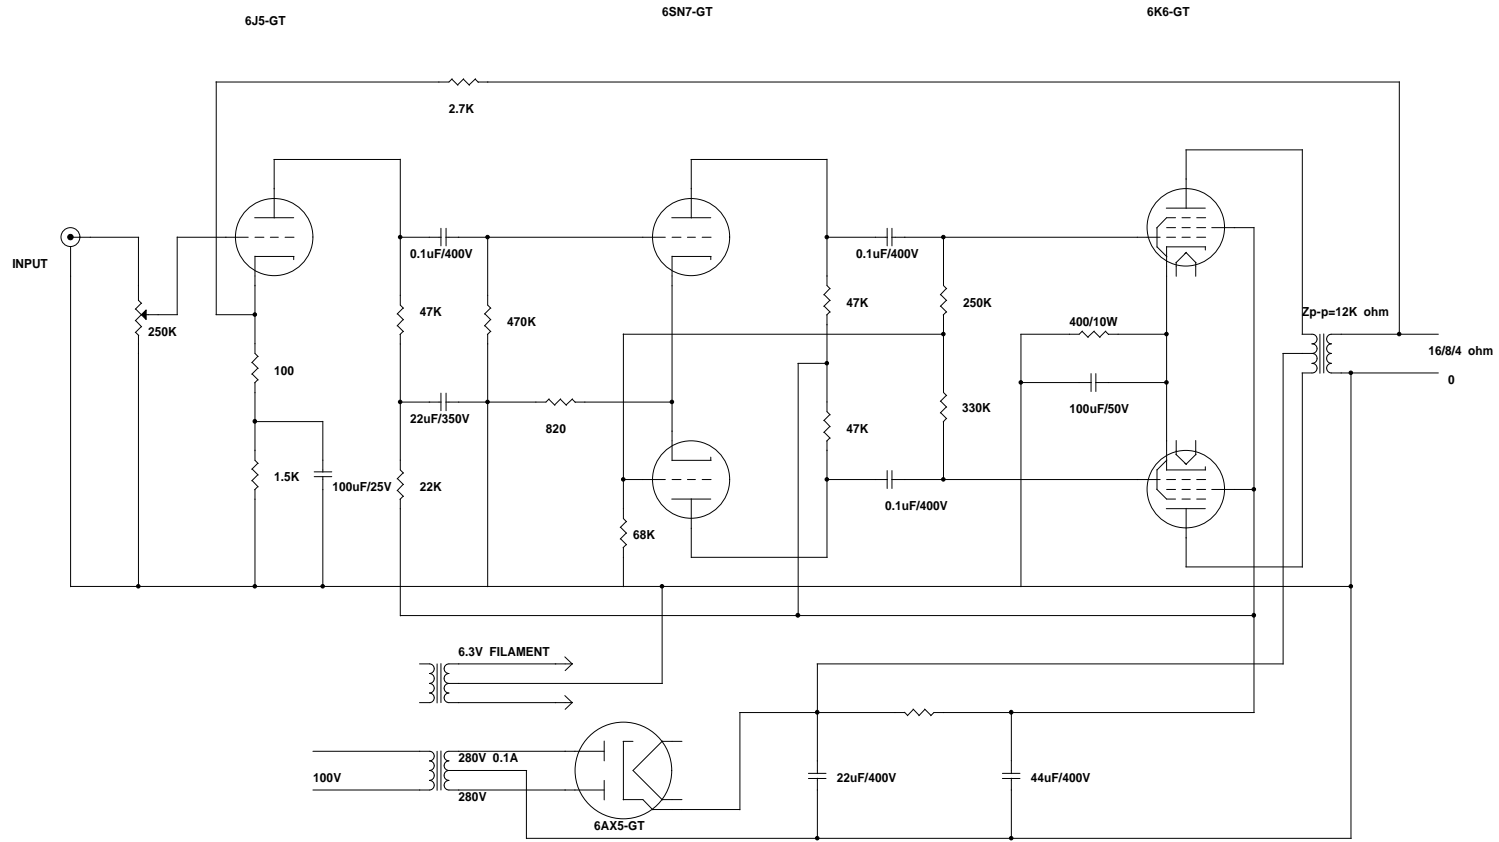 6J5-GT
6SN7-GT
6K6-GT
2.7K
INPUT
250K
0.1uF/400V
0.1uF/400V
47K
470K
47K
250K
400/10W
Zp-p=12K ohm
16/8/4 ohm
0
100
22uF/350V
820
330K
100uF/50V
47K
1.5K
100uF/25V
22K
68K
0.1uF/400V
6.3V FILAMENT
280V 0.1A
100V
280V
6AX5-GT
22uF/400V
44uF/400V